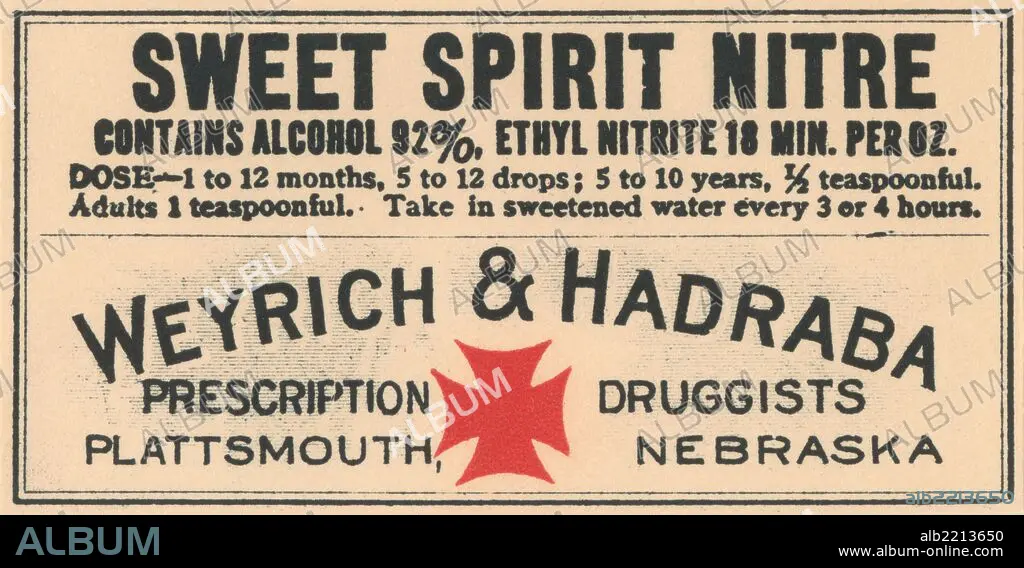 SWEET SPIRIT NITRE
CONTAINS ALCOHOL 92%, ETHYL NITRITE 18 MIN. PER OZ.
DOSE—1 to 12 months, 5 to 12 drops; 5 to 10 years, ½ teaspoonful.
Adults 1 teaspoonful. Take in sweetened water every 3 or 4 hours.
WEYRICH & HADRABA
PRESCRIPTION DRUGGISTS
PLATTSMOUTH, NEBRASKA
alb2213650
ALBUM
alb2213650
www.album-online.com